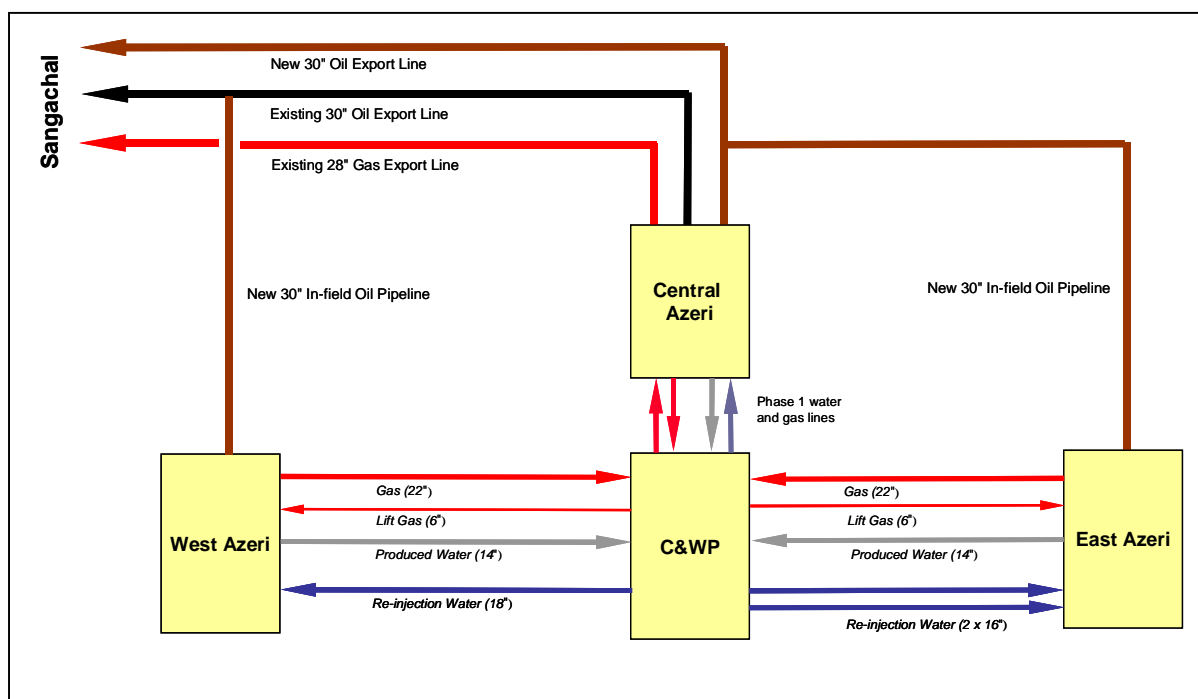 Sangachal
New 30" Oil Export Line
Existing 30" Oil Export Line
Existing 28" Gas Export Line
New 30" In-field Oil Pipeline
Central
Azeri
New 30" In-field Oil Pipeline
Phase 1 water
and gas lines
West Azeri
Gas (22")
Lift Gas (6")
Produced Water (14")
Re-injection Water (18")
C&WP
Gas (22")
Lift Gas (6")
Produced Water (14")
Re-injection Water (2 x 16")
East Azeri